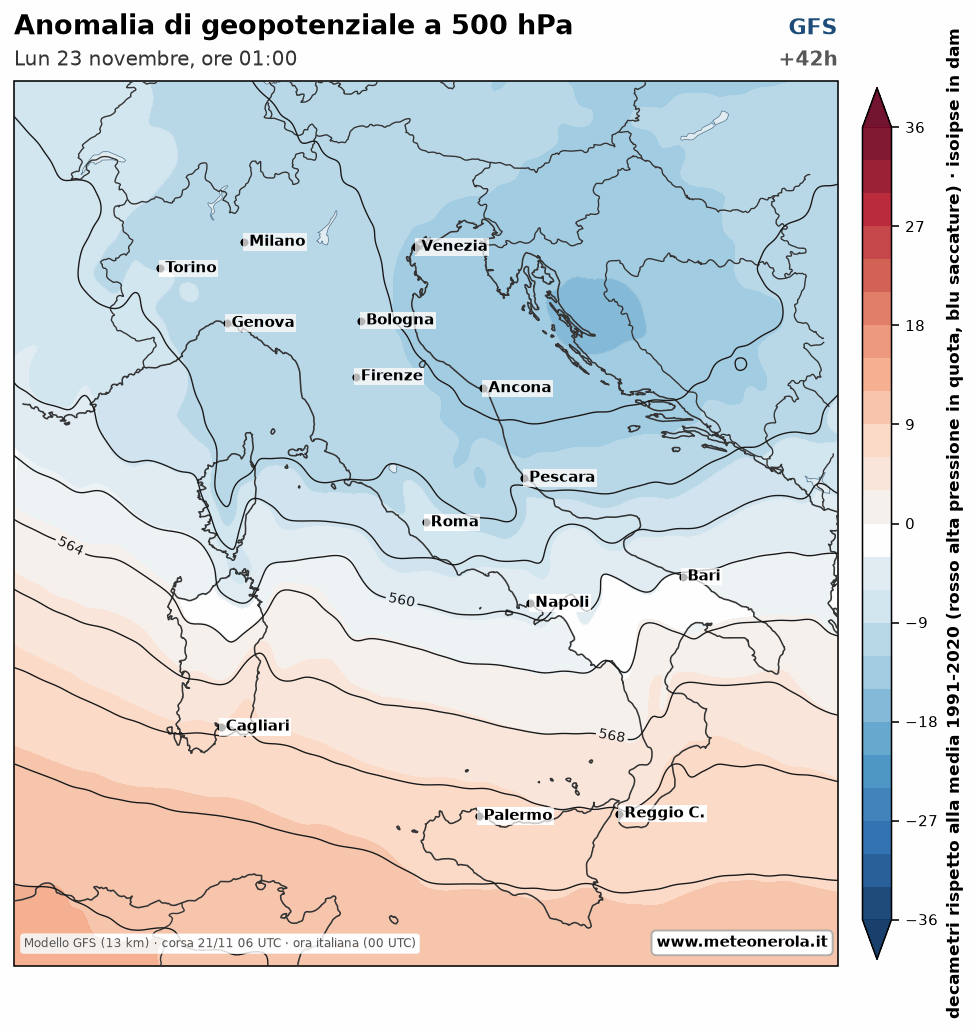 Anomalia di geopotenziale a 500 hPa
GFS
Lun 23 novembre, ore 01:00
+42h
Milano
Venezia
Torino
Genova
Bologna
Firenze
Ancona
Pescara
Roma
564
Bari
560
Napoli
Cagliari
568
Palermo
Reggio C.
Modello GFS (13 km) · corsa 21/11 06 UTC · ora italiana (00 UTC)
www.meteonerola.it
36
27
18
9
0
−9
−18
−27
−36
decametri rispetto alla media 1991-2020 (rosso alta pressione in quota, blu saccature) · isoipse in dam